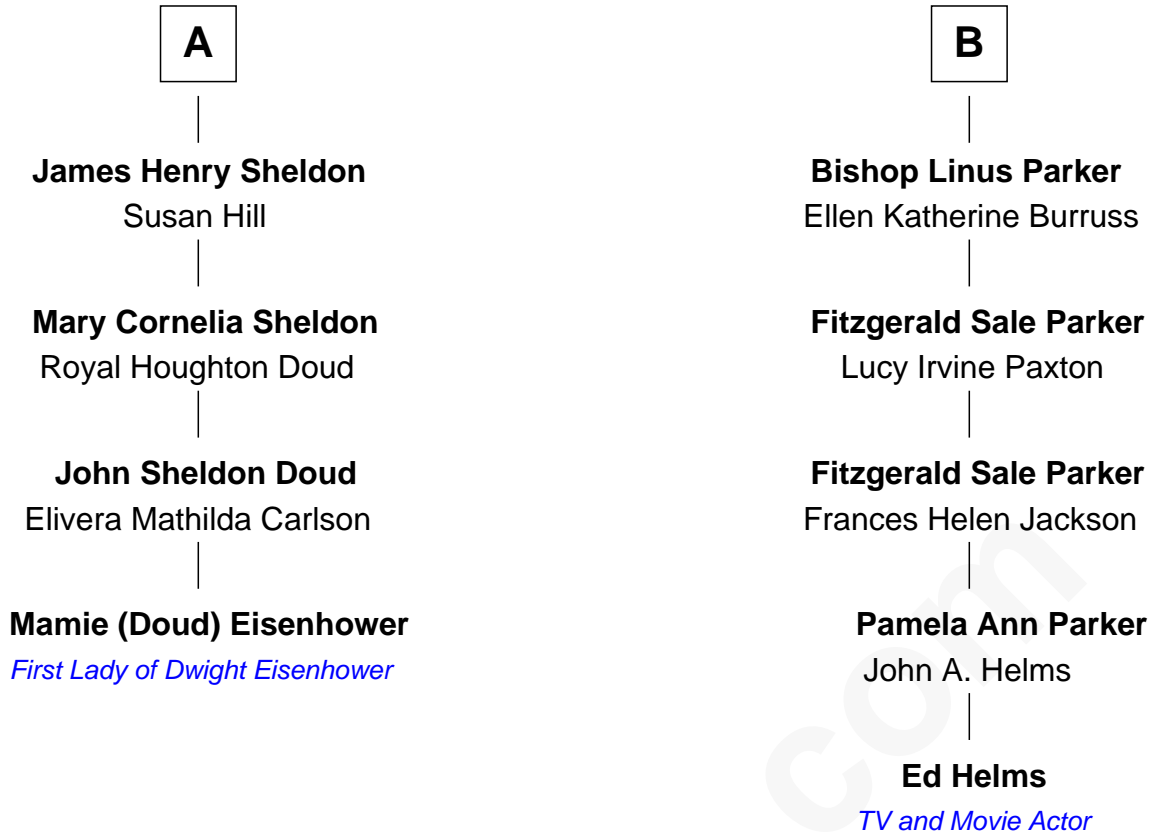 A
James Henry Sheldon
Susan Hill
Mary Cornelia Sheldon
Royal Houghton Doud
John Sheldon Doud
Elivera Mathilda Carlson
Mamie (Doud) Eisenhower
First Lady of Dwight Eisenhower
B
Bishop Linus Parker
Ellen Katherine Burruss
Fitzgerald Sale Parker
Lucy Irvine Paxton
Fitzgerald Sale Parker
Frances Helen Jackson
Pamela Ann Parker
John A. Helms
Ed Helms
TV and Movie Actor
com